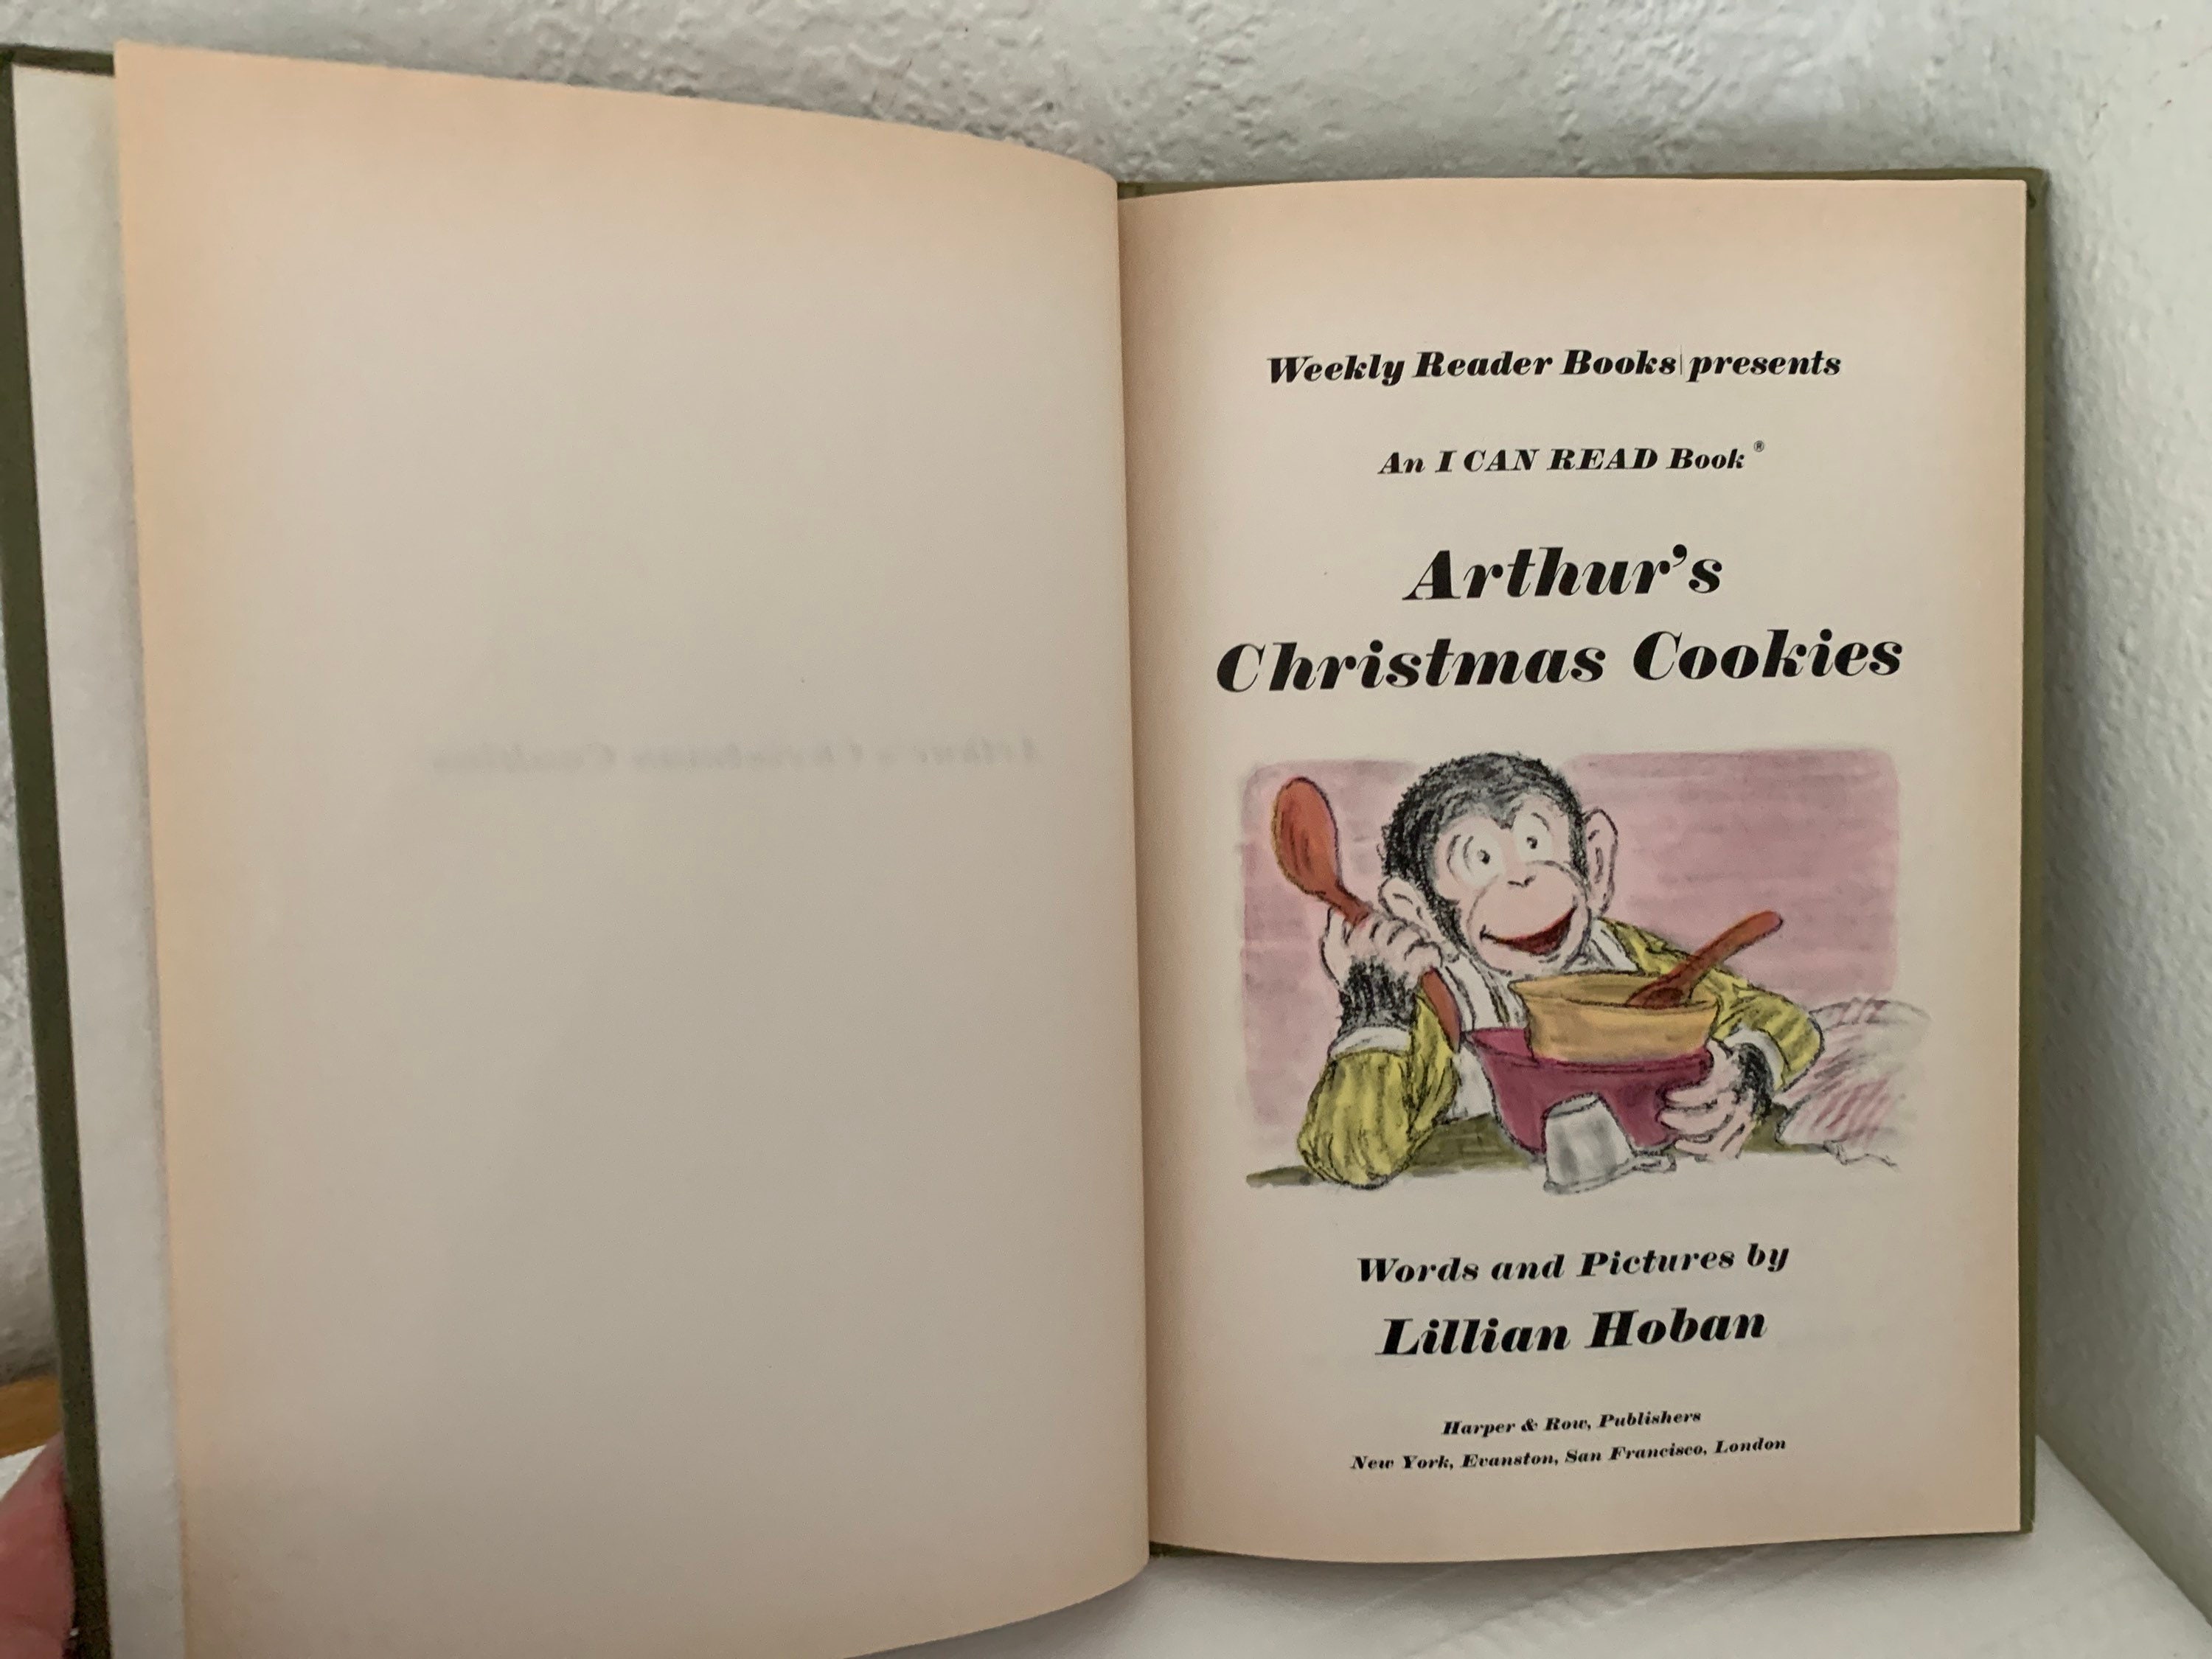 Weekly Reader Books presents
An I CAN READ Book®
Arthur's
Christmas Cookies
Words and Pictures by
Lillian Hoban
Harper & Row, Publishers
New York, Evanston, San Francisco, London